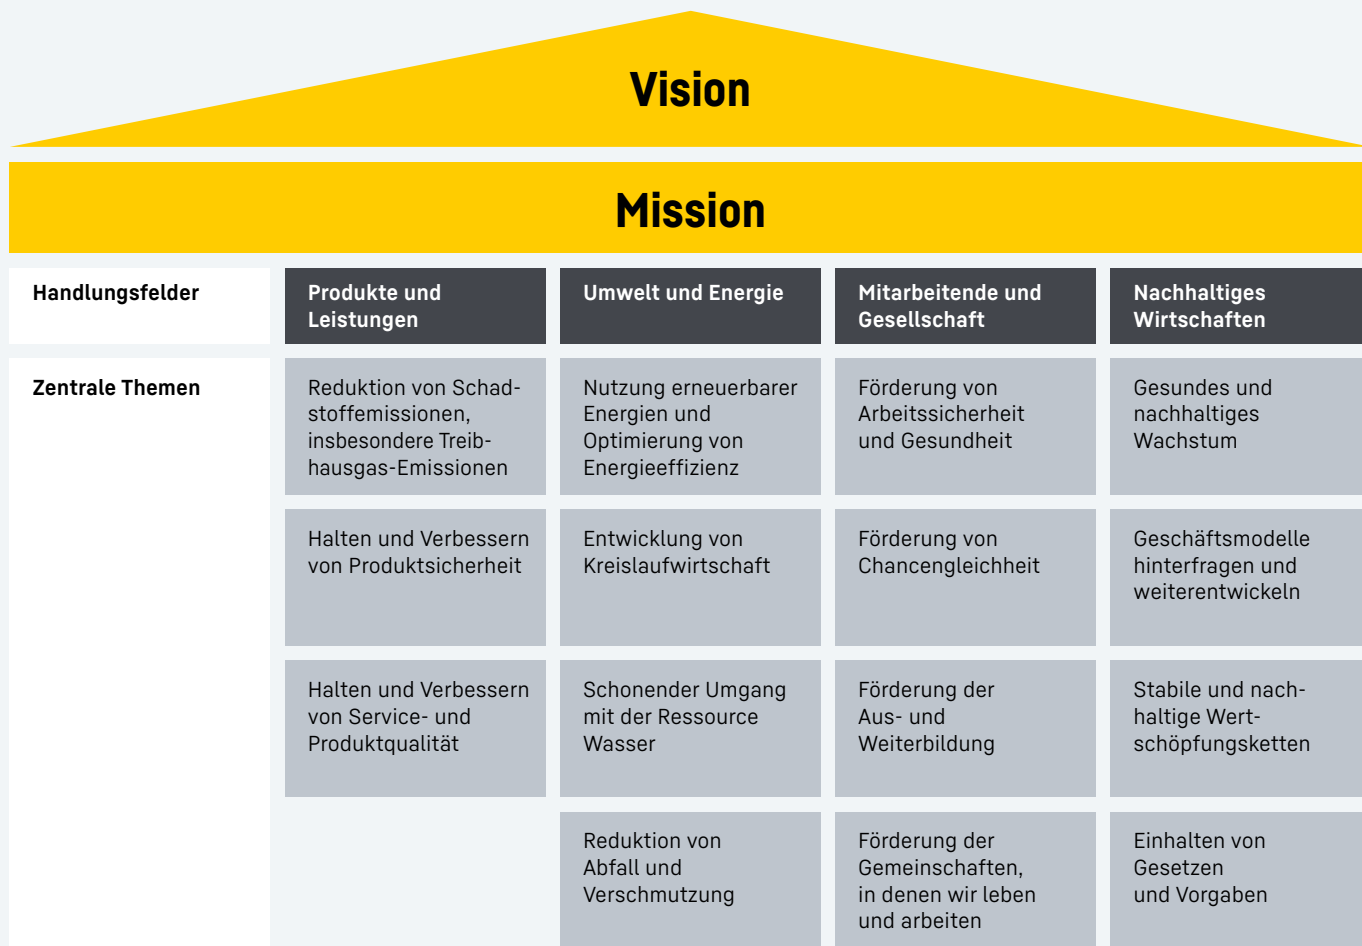 Vision
Mission
Handlungsfelder
Produkte und
Leistungen
Umwelt und Energie
Mitarbeitende und
Gesellschaft
Nachhaltiges
Wirtschaften
Zentrale Themen
Reduktion von Schad-
stoffemissionen,
insbesondere Treib-
hausgas-Emissionen
Nutzung erneuerbarer
Energien und
Optimierung von
Energieeffizienz
Förderung von
Arbeitssicherheit
und Gesundheit
Gesundes und
nachhaltiges
Wachstum
Halten und Verbessern
von Produktsicherheit
Entwicklung von
Kreislaufwirtschaft
Förderung von
Chancengleichheit
Geschäftsmodelle
hinterfragen und
weiterentwickeln
Halten und Verbessern
von Service- und
Produktqualität
Schonender Umgang
mit der Ressource
Wasser
Förderung der
Aus- und
Weiterbildung
Stabile und nach-
haltige Wert-
schöpfungsketten
Reduktion von
Abfall und
Verschmutzung
Förderung der
Gemeinschaften,
in denen wir leben
und arbeiten
Einhalten von
Gesetzen
und Vorgaben